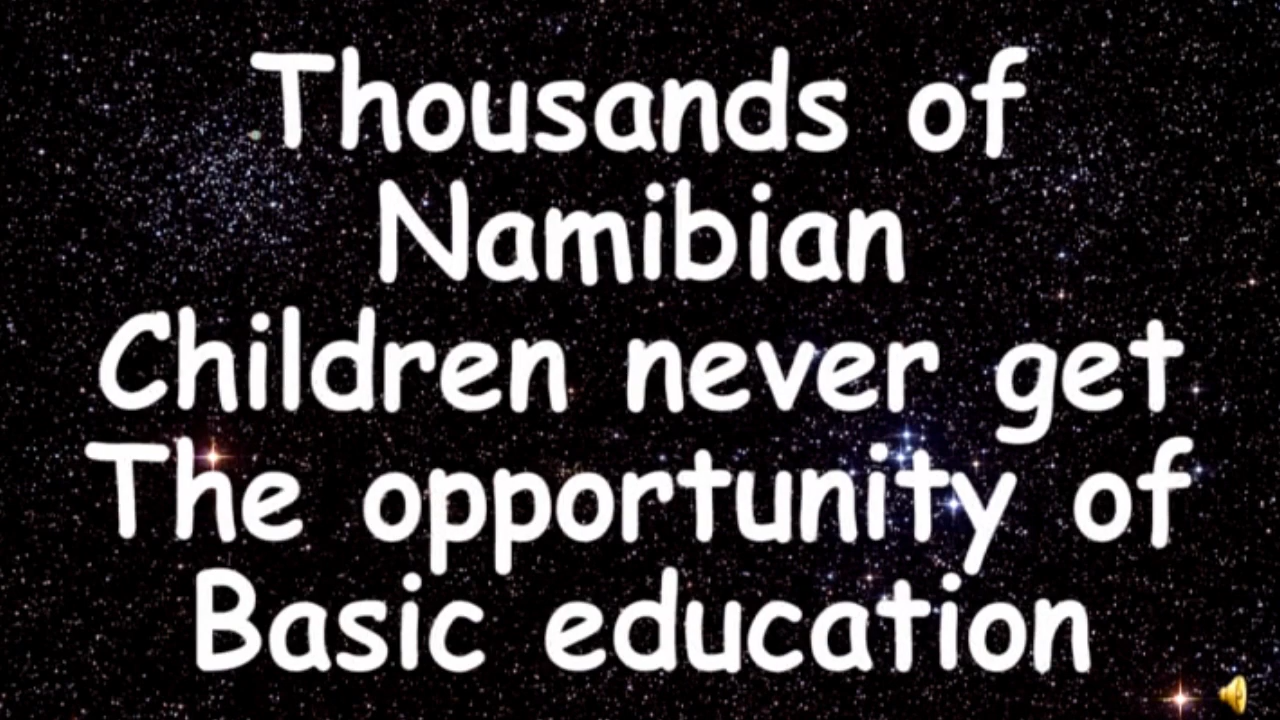 Thousands of
Namibian
Children never get
The opportunity of
Basic education